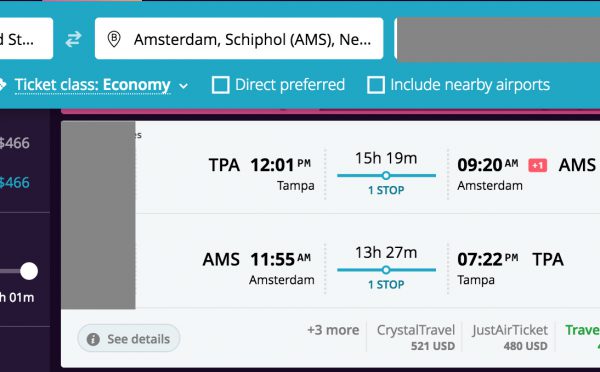 d St...
Amsterdam, Schiphol (AMS), Ne...
Ticket class: Economy
Direct preferred
Include nearby airports
$466
$466
h 01m
es
TPA 12:01 PM
Tampa
15h 19m
1 STOP
09:20 AM +1 AMS
Amsterdam
AMS 11:55 AM
Amsterdam
13h 27m
1 STOP
07:22 PM TPA
Tampa
See details
+3 more
CrystalTravel
521 USD
JustAirTicket
480 USD
Trave